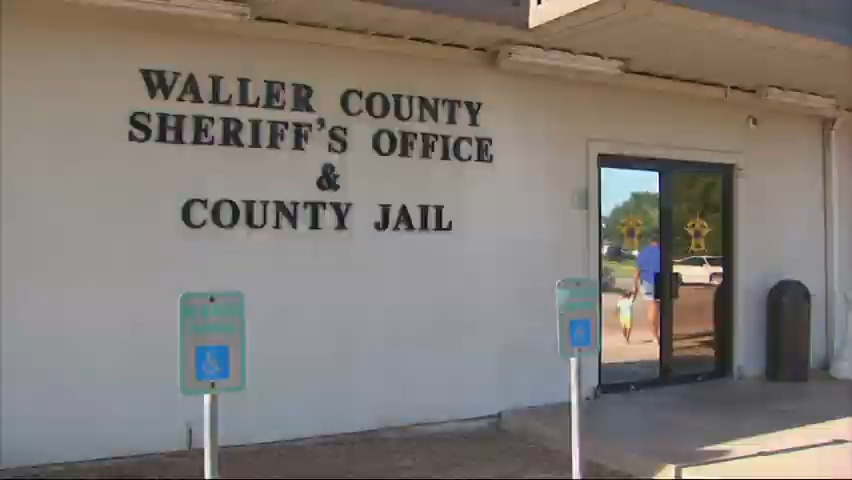 WALLER COUNTY
SHERIFF'S OFFICE
&
COUNTY JAIL